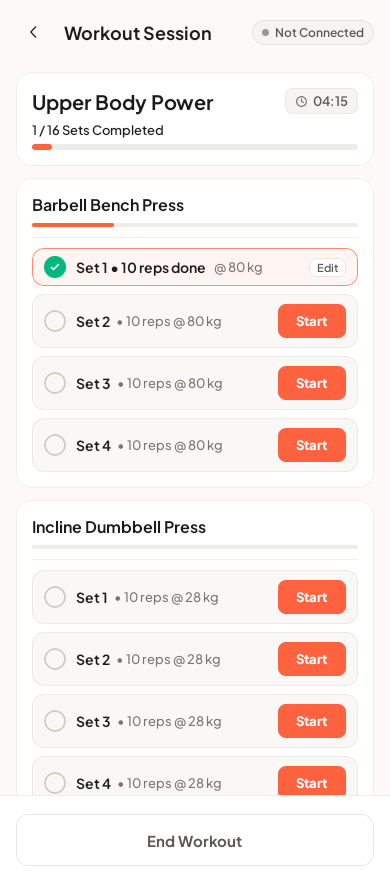 Workout Session
Not Connected
Upper Body Power
04:15
1/16 Sets Completed
Barbell Bench Press
Set 1 • 10 reps done @ 80 kg
Edit
Set 2 • 10 reps @ 80 kg
Start
Set 3 • 10 reps @ 80 kg
Start
Set 4 • 10 reps @ 80 kg
Start
Incline Dumbbell Press
Set 1 • 10 reps @ 28 kg
Start
Set 2 • 10 reps @ 28 kg
Start
Set 3 • 10 reps @ 28 kg
Start
Set 4 • 10 reps @ 28 kg
Start
End Workout